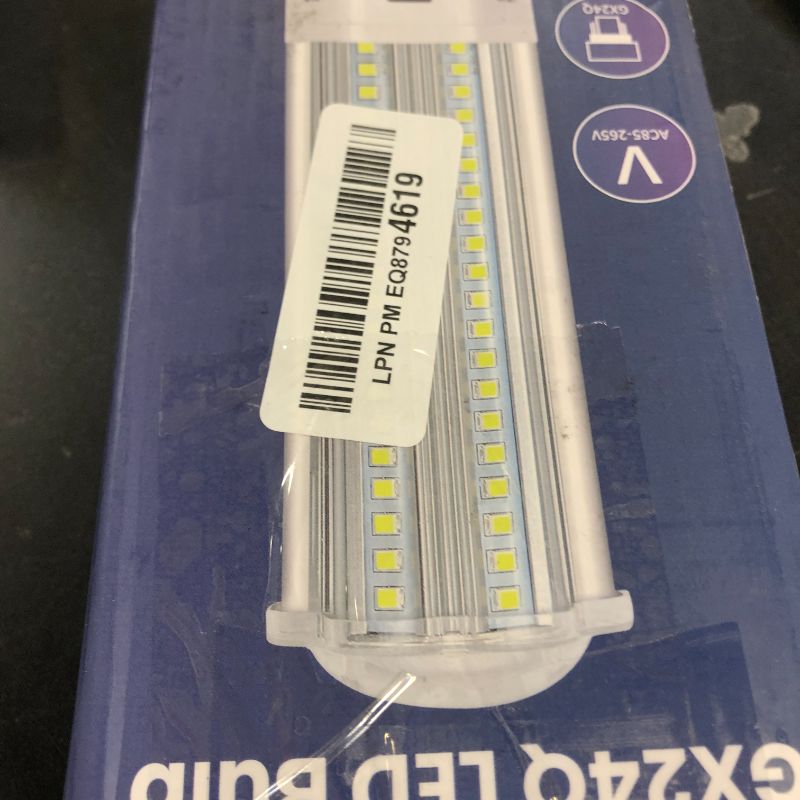 GX24Q LED Bulb
AC85-265V
V
GX24Q
LPN PM EQ8794619